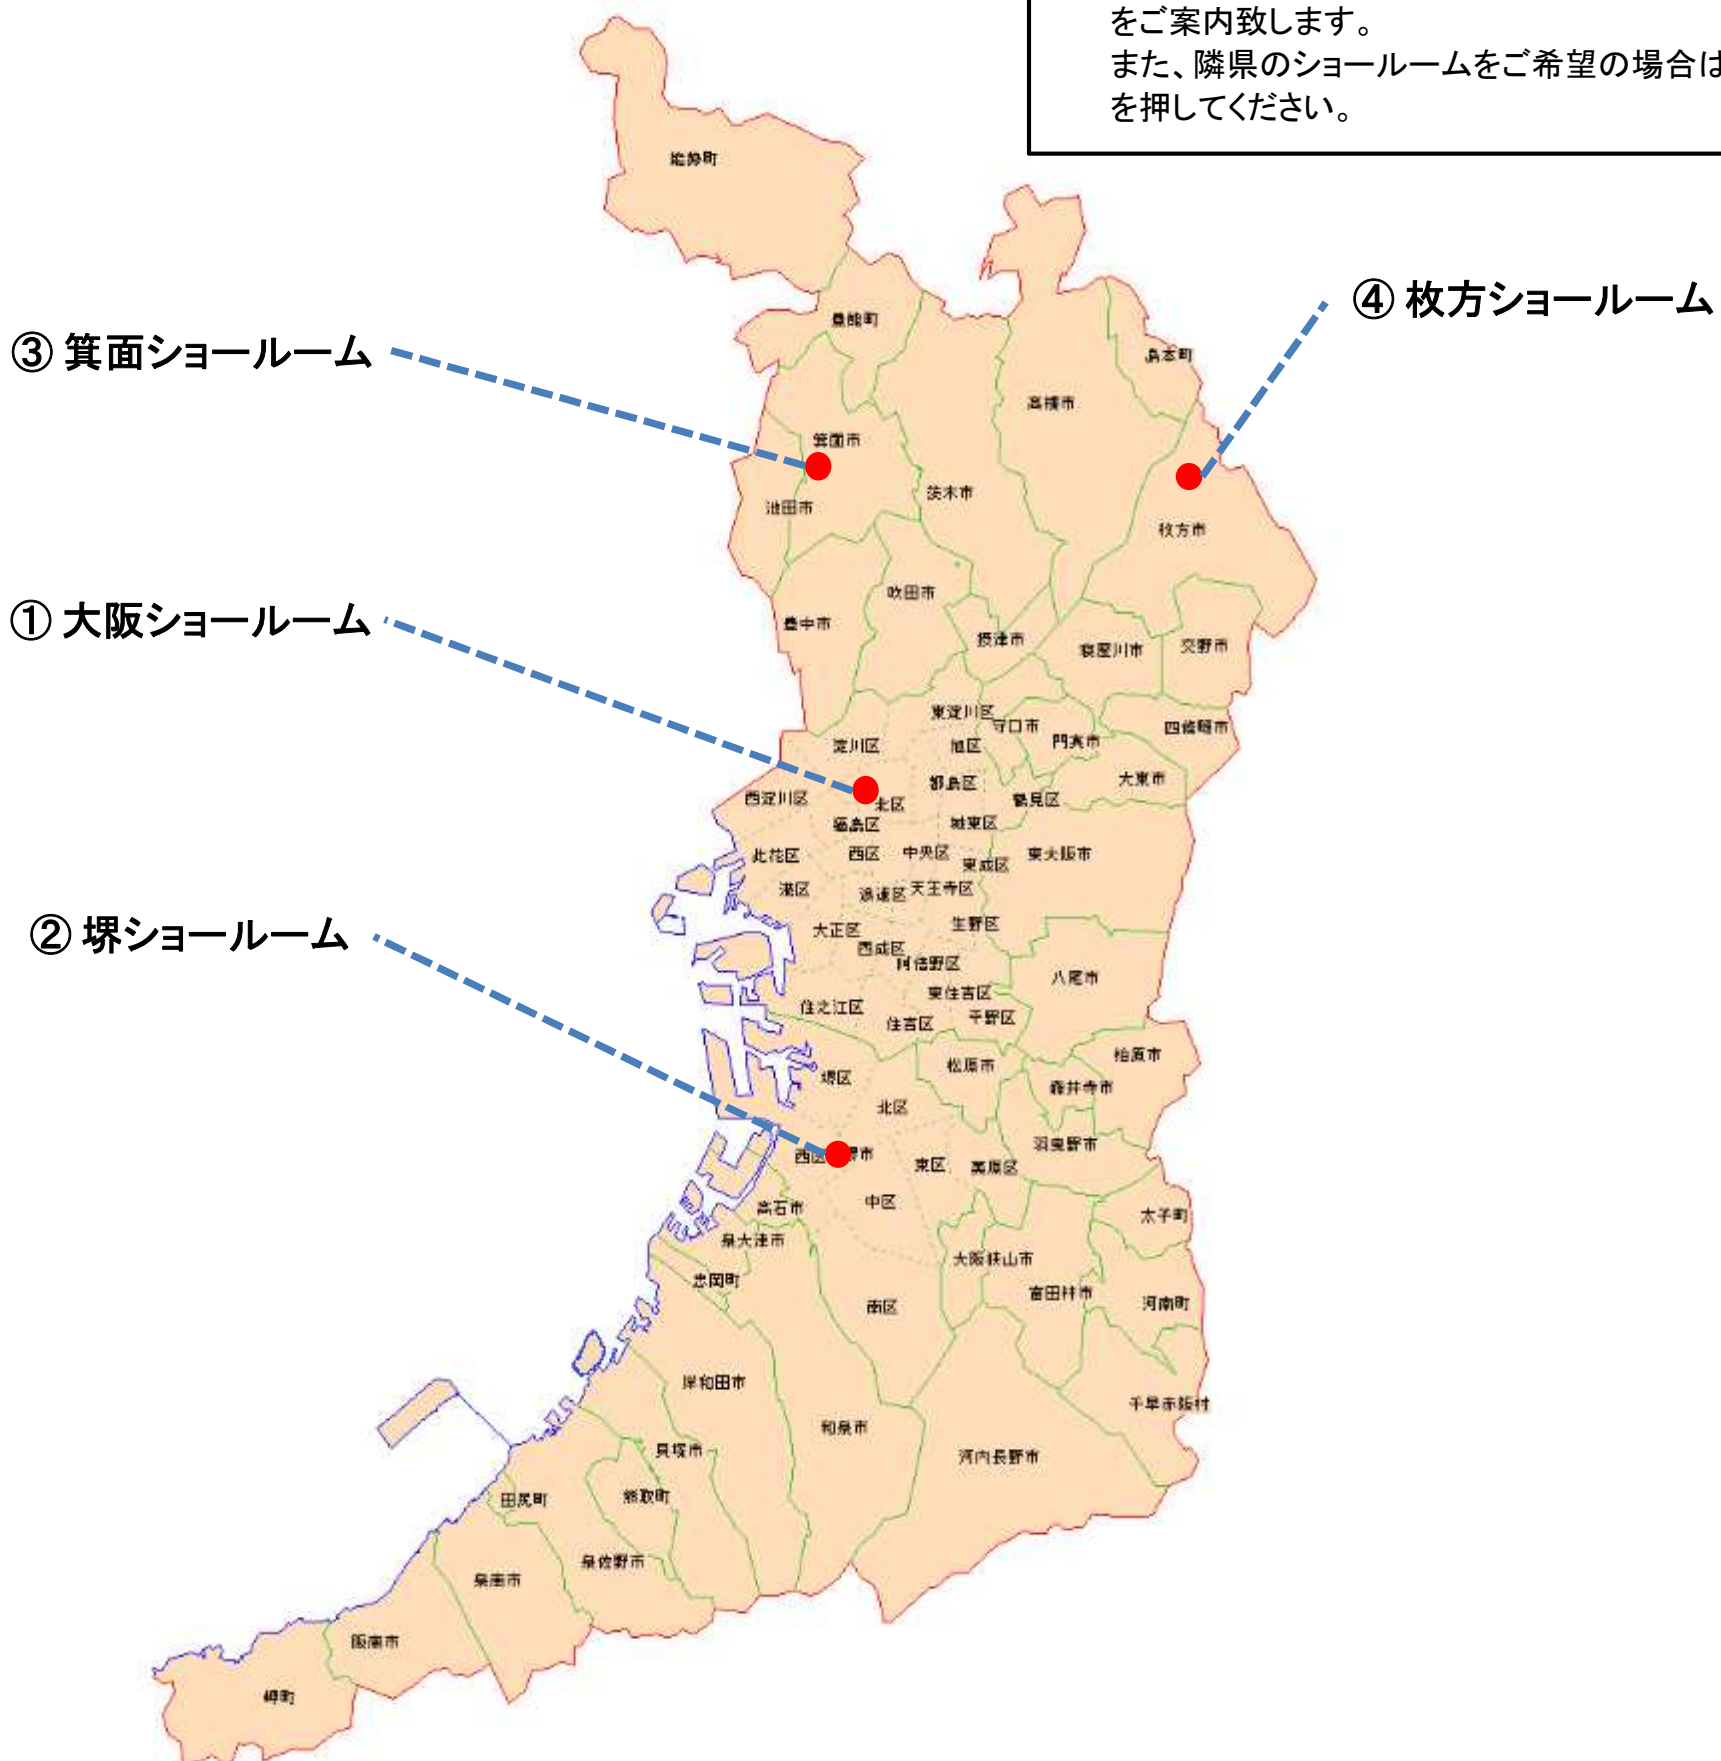 をご案内致します。
また、隣県のショールームをご希望の場合は
を押してください。
能勢町
④ 枚方ショールーム
豊能町
③ 箕面ショールーム
島本町
高槻市
箕面市
茨木市
池田市
枚方市
吹田市
① 大阪ショールーム
豊中市
摂津市
寝屋川市
交野市
東淀川区
守口市
四條畷市
淀川区
旭区
門真市
大東市
都島区
西淀川区
北区
鶴見区
福島区
城東区
此花区
西区
中央区
東成区
東大阪市
港区
浪速区
天王寺区
② 堺ショールーム
大正区
生野区
西成区
阿倍野区
八尾市
東住吉区
住之江区
住吉区
平野区
柏原市
堺区
松原市
藤井寺市
北区
羽曳野市
西区
市
東区
美原区
中区
高石市
太子町
泉大津市
大阪狭山市
忠岡町
富田林市
河南町
南区
岸和田市
千早赤阪村
和泉市
貝塚市
河内長野市
田尻町
熊取町
泉佐野市
泉南市
阪南市
岬町